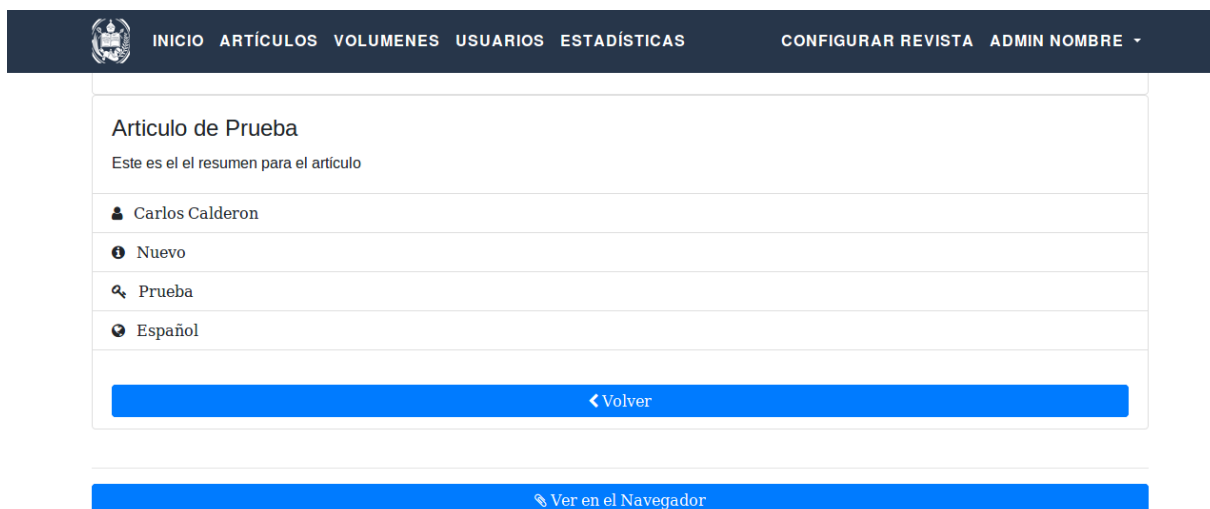 INICIO ARTÍCULOS VOLUMENES USUARIOS ESTADÍSTICAS CONFIGURAR REVISTA ADMIN NOMBRE
Articulo de Prueba
Este es el el resumen para el artículo
Carlos Calderon
Nuevo
Prueba
Español
Volver
Ver en el Navegador